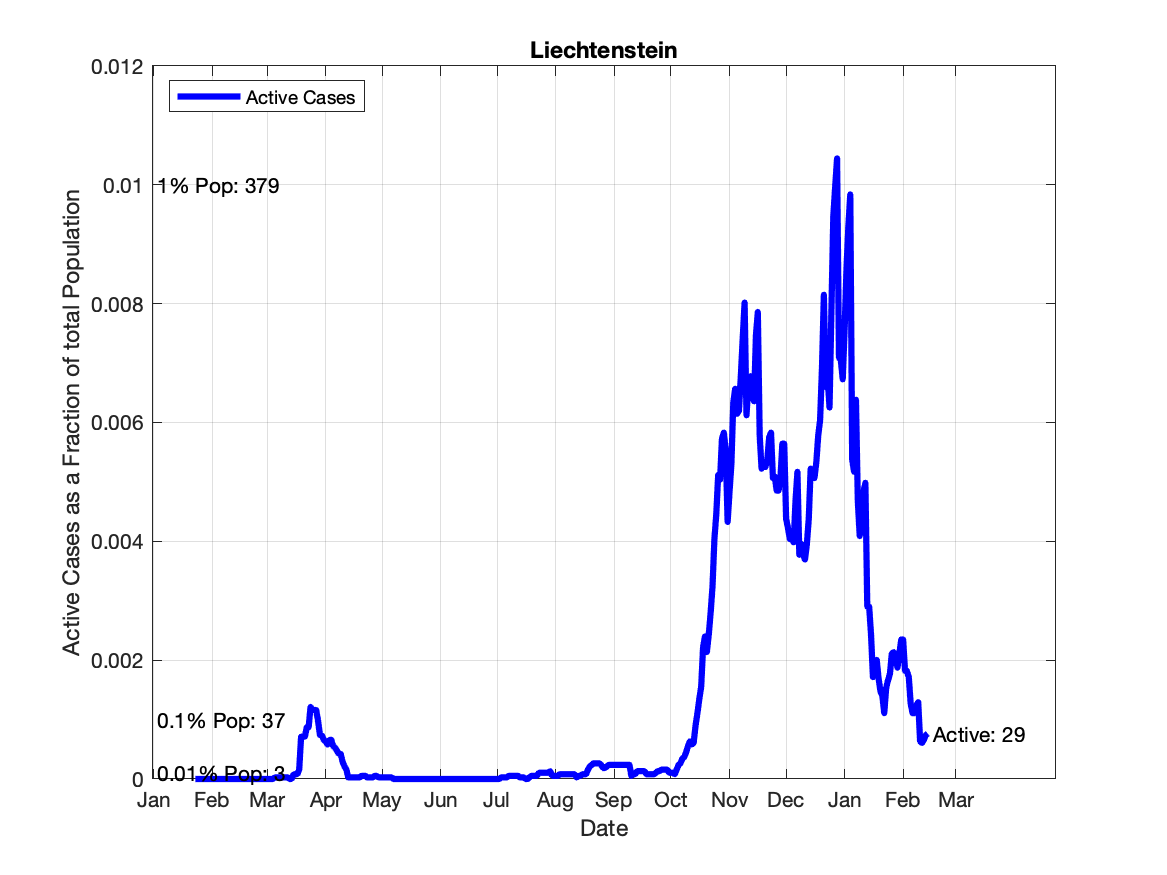 Liechtenstein
Active Cases
0.012
0.01
0.008
0.006
0.004
0.002
0
1% Pop: 379
0.1% Pop: 37
0.01% Pop: 3
Active: 29
Active Cases as a Fraction of total Population
Jan Feb Mar Apr May Jun Jul Aug Sep Oct Nov Dec Jan Feb Mar
Date